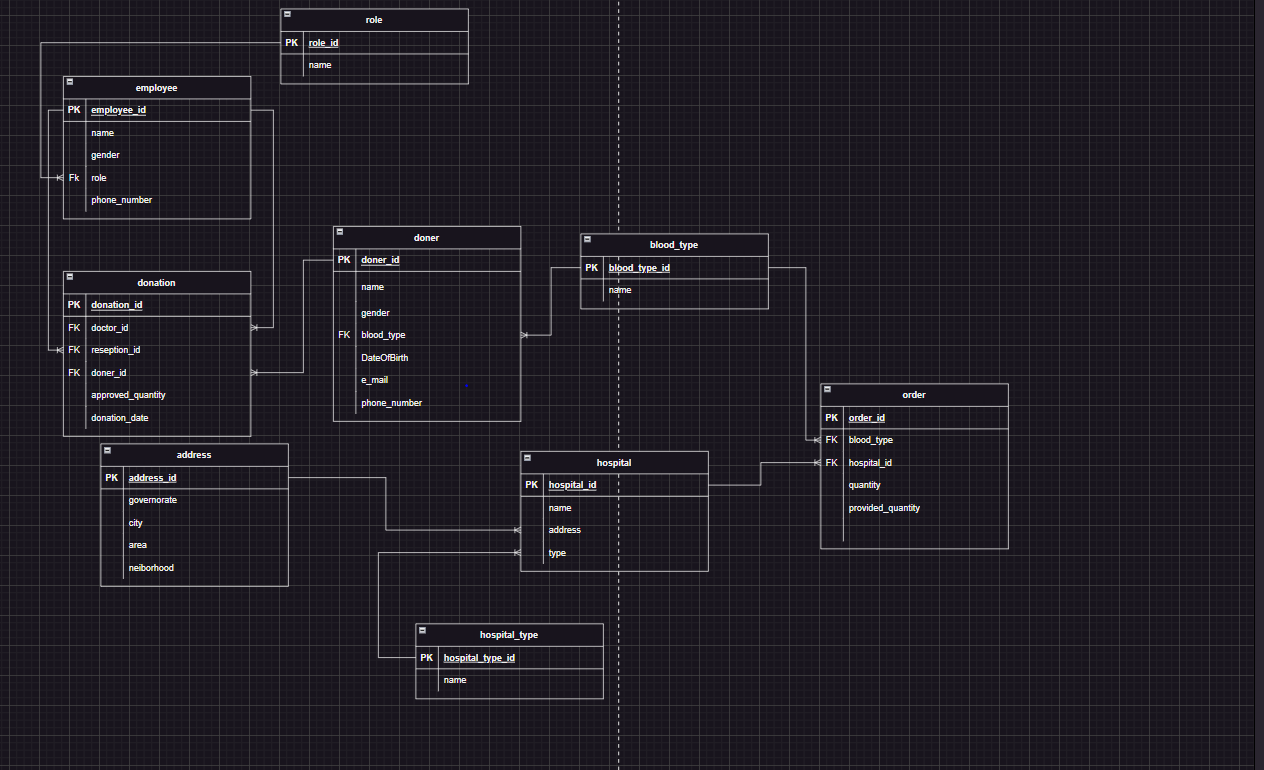 role
PK role_id
name
employee
PK employee_id
name
gender
Fk role
phone_number
donation
PK donation_id
FK doctor_id
FK reseption_id
FK doner_id
approved_quantity
donation_date
doner
PK doner_id
name
gender
FK blood_type
DateOfBirth
e_mail
phone_number
blood_type
PK blood_type_id
name
order
PK order_id
FK blood_type
FK hospital_id
quantity
provided_quantity
address
PK address_id
governorate
city
area
neiborhood
hospital
PK hospital_id
name
address
type
hospital_type
PK hospital_type_id
name